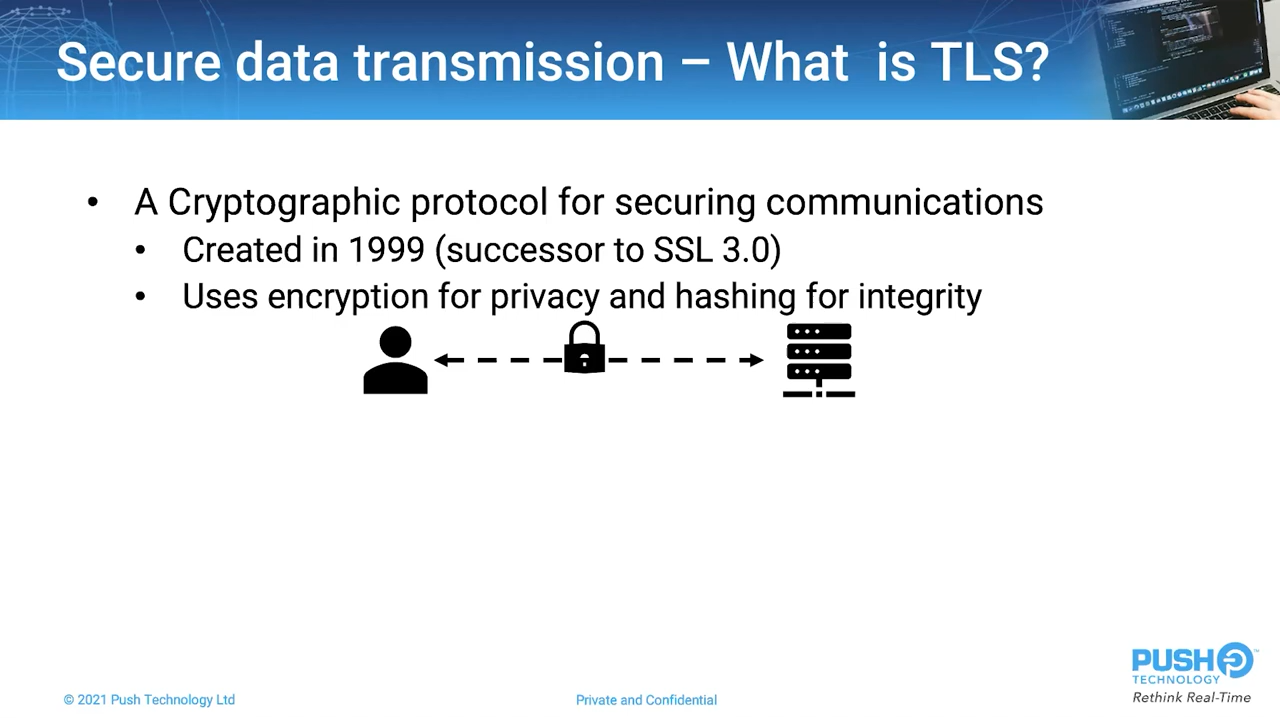 Secure data transmission – What  is TLS?
• A Cryptographic protocol for securing communications
• Created in 1999 (successor to SSL 3.0)
• Uses encryption for privacy and hashing for integrity
PUSH
TECHNOLOGY
Rethink Real-Time
© 2021 Push Technology Ltd
Private and Confidential